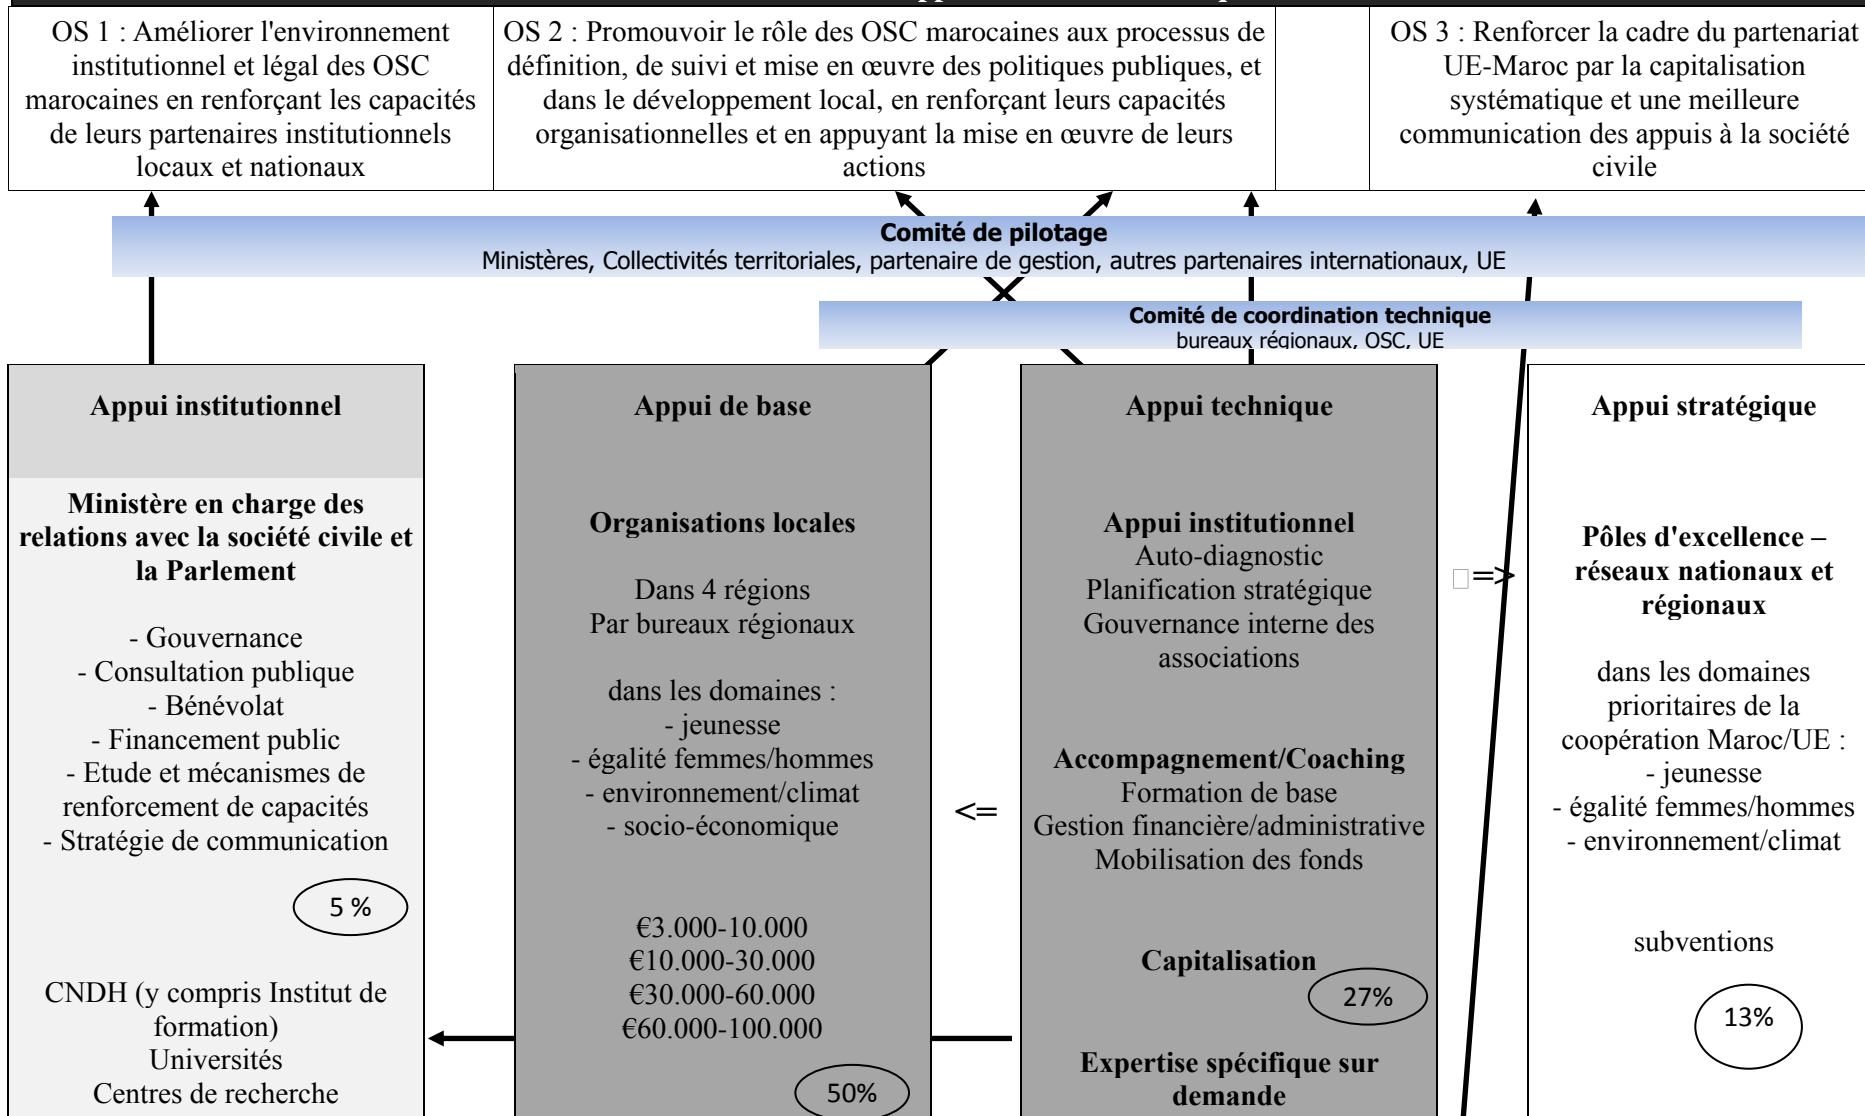 OS 1 : Améliorer l'environnement
institutionnel et légal des OSC
marocaines en renforçant les capacités
de leurs partenaires institutionnels
locaux et nationaux
OS 2 : Promouvoir le rôle des OSC marocaines aux processus de
définition, de suivi et mise en œuvre des politiques publiques, et
dans le développement local, en renforçant leurs capacités
organisationnelles et en appuyant la mise en œuvre de leurs
actions
OS 3 : Renforcer la cadre du partenariat
UE-Maroc par la capitalisation
systématique et une meilleure
communication des appuis à la société
civile
Comité de pilotage
Ministères, Collectivités territoriales, partenaire de gestion, autres partenaires internationaux, UE
Comité de coordination technique
bureaux régionaux, OSC, UE
Appui institutionnel
Ministère en charge des
relations avec la société civile et
la Parlement
- Gouvernance
- Consultation publique
- Bénévolat
- Financement public
- Etude et mécanismes de
renforcement de capacités
- Stratégie de communication
5 %
CNDH (y compris Institut de
formation)
Universités
Centres de recherche
Appui de base
Organisations locales
Dans 4 régions
Par bureaux régionaux
dans les domaines :
- jeunesse
- égalité femmes/hommes
- environnement/climat
- socio-économique
€3.000-10.000
€10.000-30.000
€30.000-60.000
€60.000-100.000
50%
<=
Appui technique
Appui institutionnel
Auto-diagnostic
Planification stratégique
Gouvernance interne des
associations
Accompagnement/Coaching
Formation de base
Gestion financière/administrative
Mobilisation des fonds
Capitalisation
27%
Expertise spécifique sur
demande
=>
Appui stratégique
Pôles d'excellence –
réseaux nationaux et
régionaux
dans les domaines
prioritaires de la
coopération Maroc/UE :
- jeunesse
- égalité femmes/hommes
- environnement/climat
subventions
13%